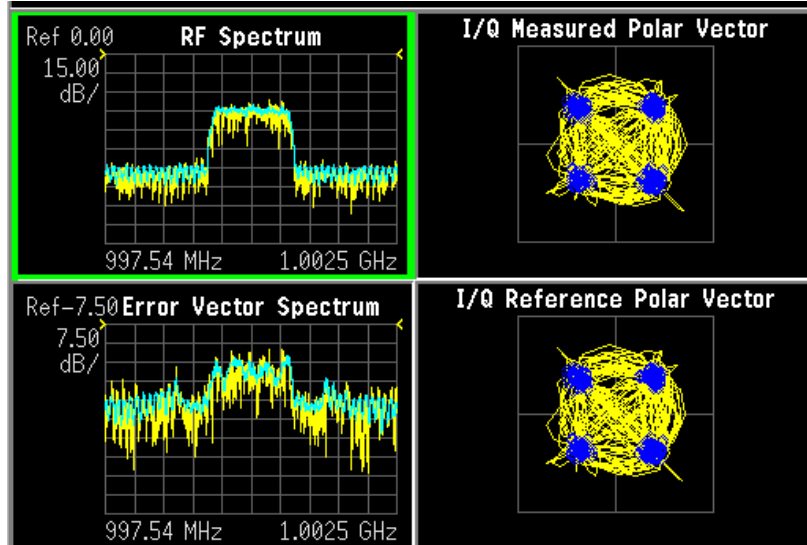 Ref 0.00 RF Spectrum
15.00
dB/
997.54 MHz 1.0025 GHz
I/Q Measured Polar Vector
Ref-7.50 Error Vector Spectrum
7.50
dB/
997.54 MHz 1.0025 GHz
I/Q Reference Polar Vector